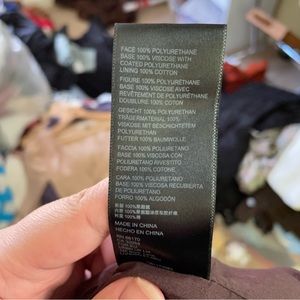 FACE 100% POLYURETHANE
BASE 100% VISCOSE WITH
COATED POLYURETHANE
LINING 100% COTTON
FIGURE 100% POLYURETHANE
BASE 100% VISCOSE AVEC
REVÊTEMENT DE POLYURETHANE
DOUBLURE 100% COTON
GESICHT 100% POLYURETHAN
TRÄGERMATERIAL 100%
VISKOSE MIT BESCHICHTETEN
POLYURETHAN
FUTTER 100% BAUMWOLLE
FACCIA 100% POLIURETANO
BASE 100% VISCOSA CON
POLIURETANO RIVESTITO
FODERA 100% COTONE
CARA 100% POLIURETANO
BASE 100% VISCOSA RECUBIERTA
DE POLIURETANO
FORRO 100% ALGODÓN
MADE IN CHINA
HECHO EN CHINA